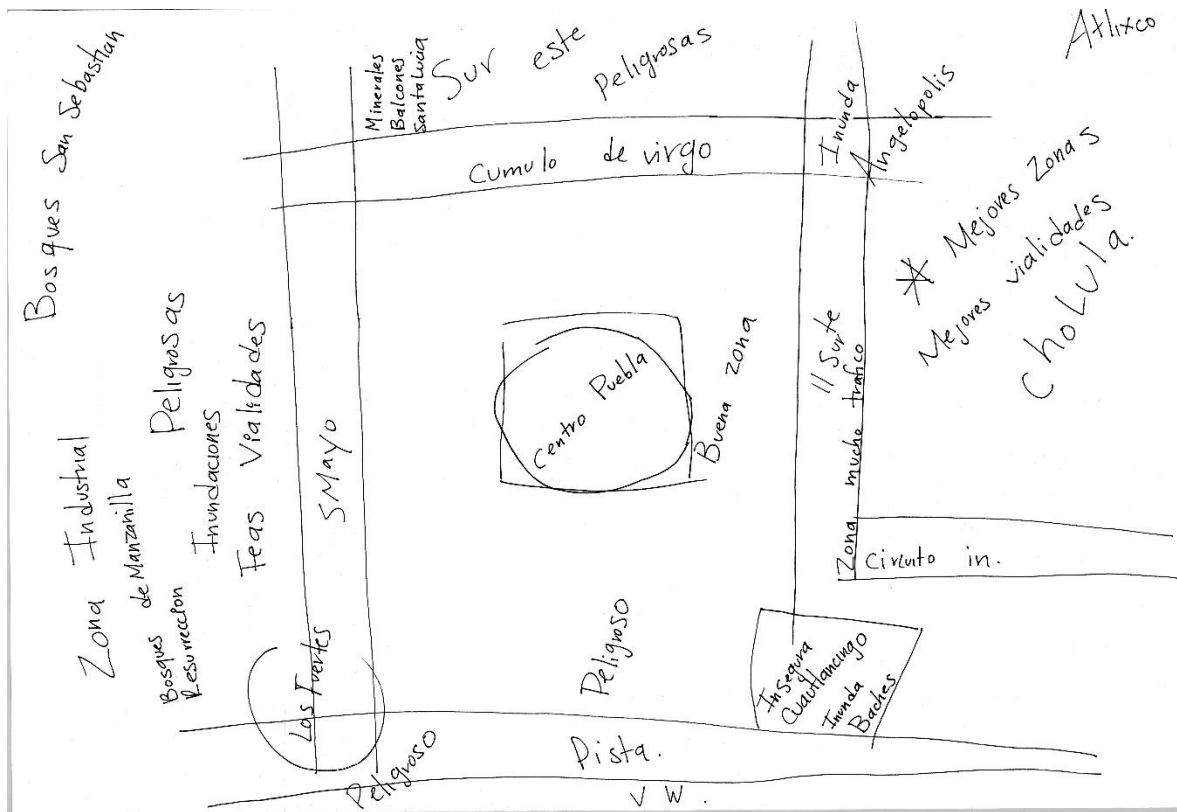 Atlixco
Sur este
Peligrosas
Minerales
Balcones
Santa Lucia
Inunda
Angelopolis
Cumulo de virgo
Bosques San Sebastian
* Mejores Zonas
Mejores vialidades
ChoLula.
Peligrosas
Inundaciones
Feas Vialidades
5 Mayo
Centro Puebla
Buena zona
11 Surte
Zona mucho trafico
Zona Industrial
Bosques de Manzanilla
Bosques
Resurreccion
Circuito in.
Los Fuertes
Peligroso
Insegura
Cuautlancingo
Inunda
Baches
Peligroso
Pista.
V W.